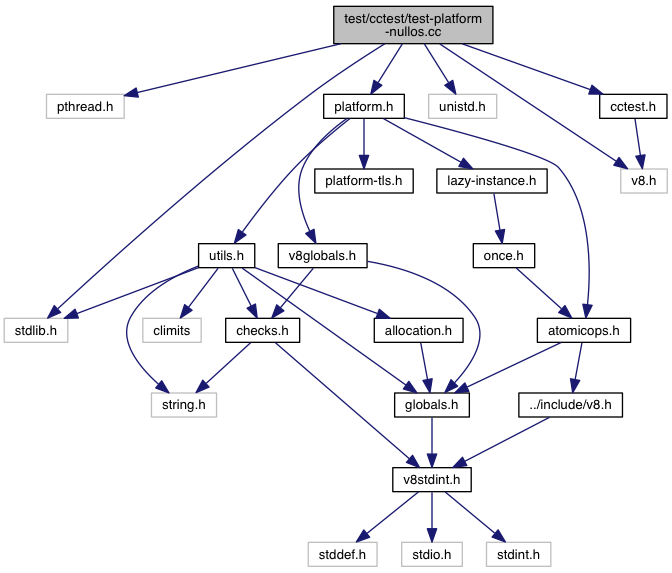 test/cctest/test-platform
-nullos.cc
pthread.h
platform.h
unistd.h
cctest.h
platform-tls.h
lazy-instance.h
v8.h
utils.h
v8globals.h
once.h
stdlib.h
climits
checks.h
allocation.h
atomicops.h
string.h
globals.h
../include/v8.h
v8stdint.h
stddef.h
stdio.h
stdint.h